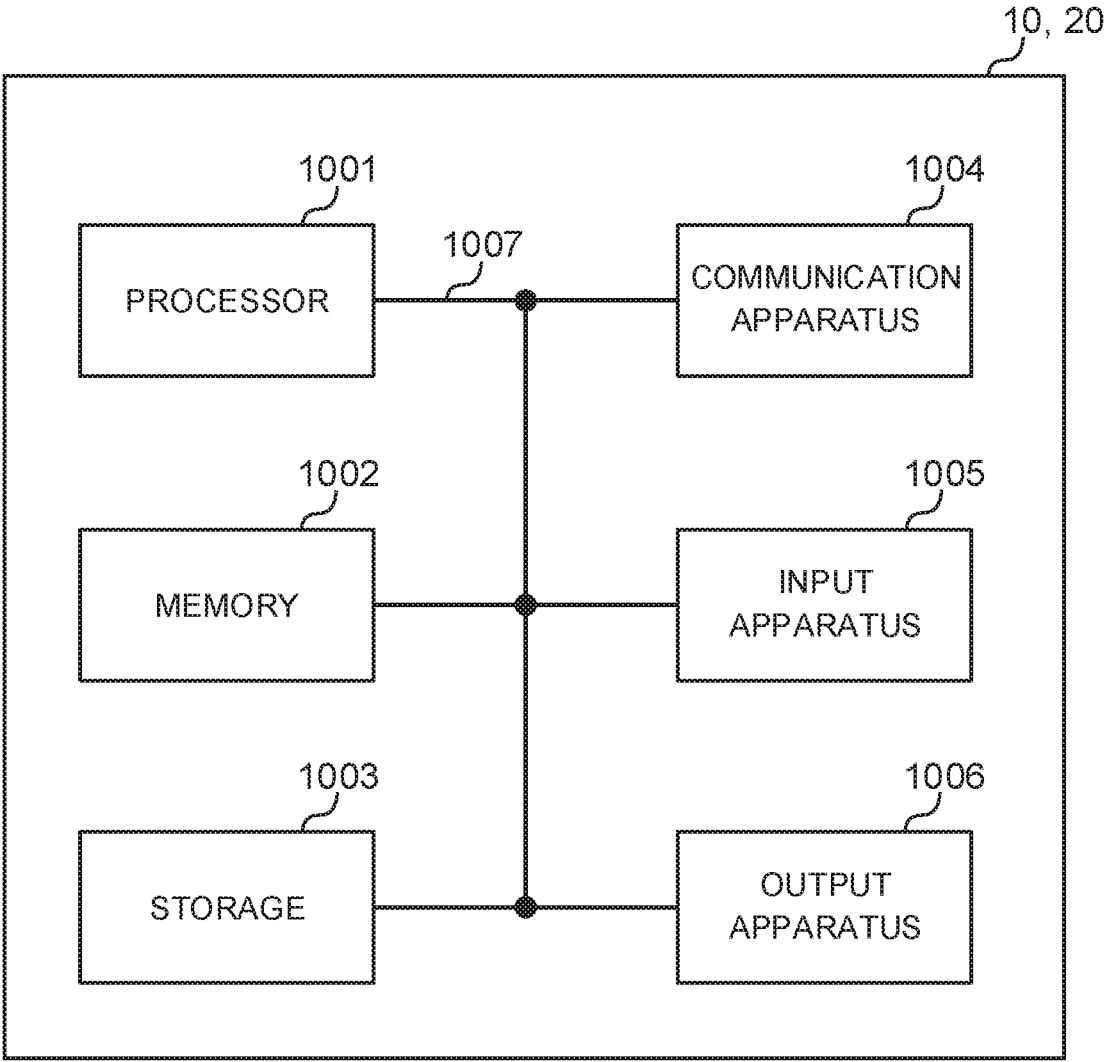 10, 20
1001
1004
1007
PROCESSOR
COMMUNICATION
APPARATUS
1002
1005
MEMORY
INPUT
APPARATUS
1003
1006
STORAGE
OUTPUT
APPARATUS